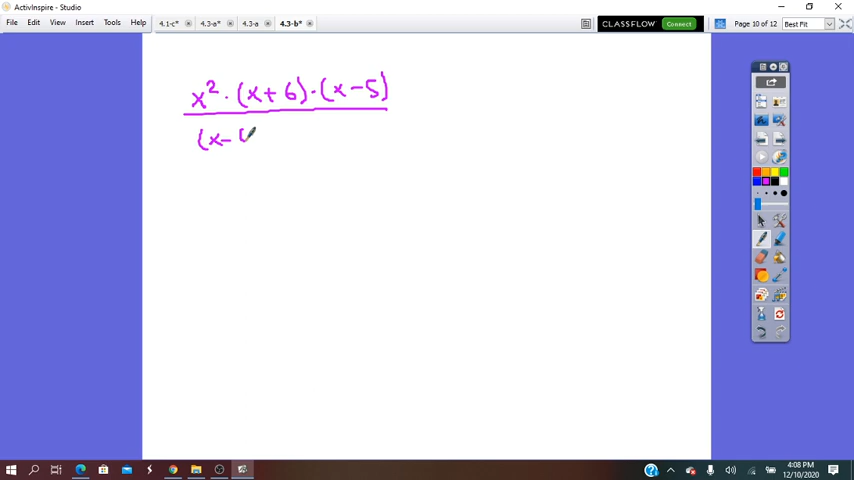 ActivInspire - Studio
File Edit View Insert Tools Help 4.1-c* 4.3-a* 4.3-a 4.3-b* CLASSFLOW Connect Page 10 of 12 Best Fit
x² · (x + 6) · (x - 5)
(x -
4:08 PM
12/10/2020